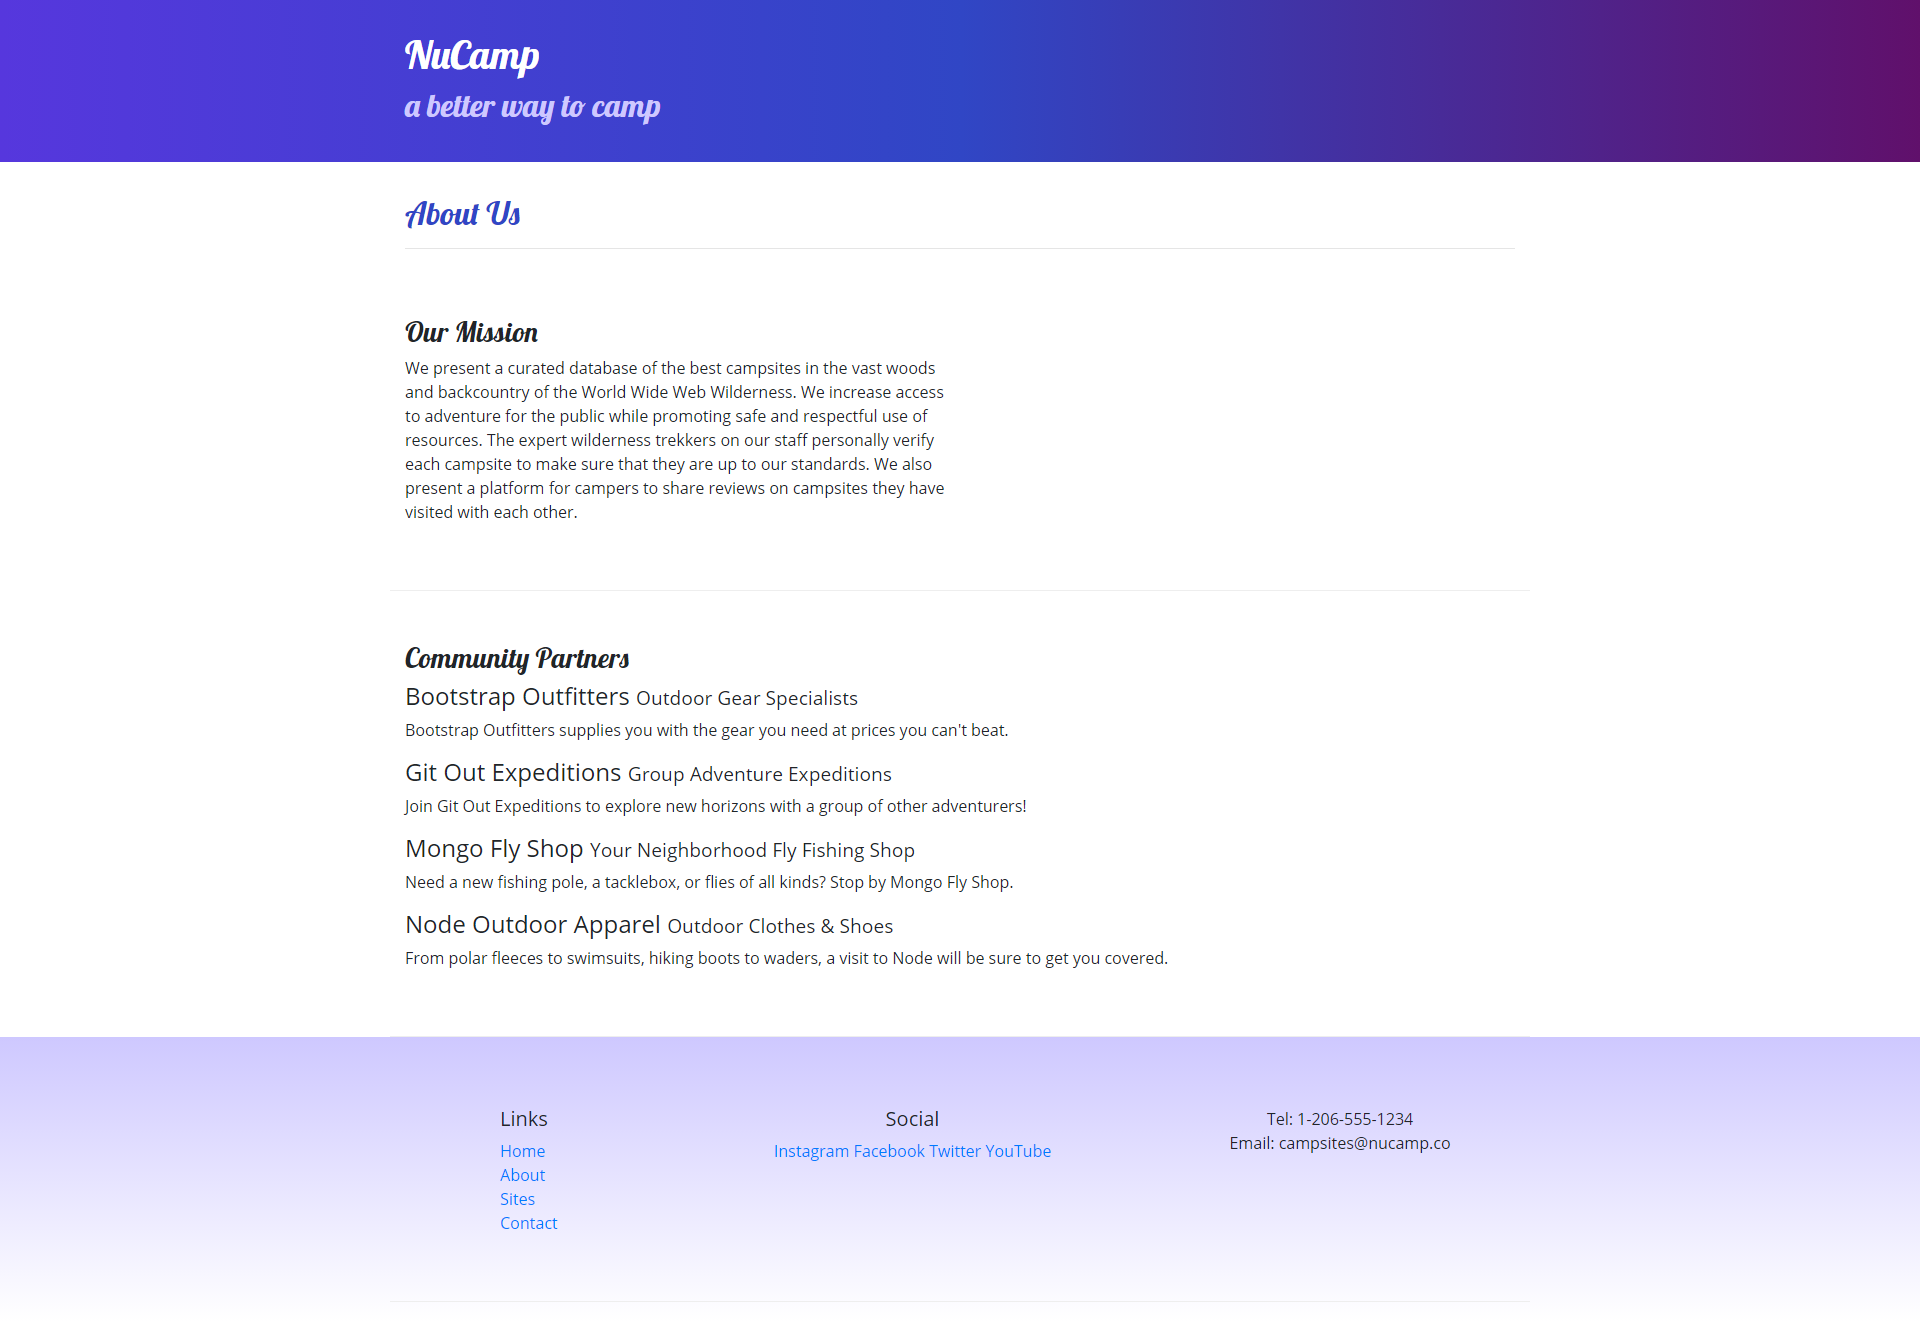 NuCamp
a better way to camp
About Us
Our Mission
We present a curated database of the best campsites in the vast woods
and backcountry of the World Wide Web Wilderness. We increase access
to adventure for the public while promoting safe and respectful use of
resources. The expert wilderness trekkers on our staff personally verify
each campsite to make sure that they are up to our standards. We also
present a platform for campers to share reviews on campsites they have
visited with each other.
Community Partners
Bootstrap Outfitters Outdoor Gear Specialists
Bootstrap Outfitters supplies you with the gear you need at prices you can't beat.
Git Out Expeditions Group Adventure Expeditions
Join Git Out Expeditions to explore new horizons with a group of other adventurers!
Mongo Fly Shop Your Neighborhood Fly Fishing Shop
Need a new fishing pole, a tacklebox, or flies of all kinds? Stop by Mongo Fly Shop.
Node Outdoor Apparel Outdoor Clothes & Shoes
From polar fleeces to swimsuits, hiking boots to waders, a visit to Node will be sure to get you covered.
Links
Home
About
Sites
Contact
Social
Instagram Facebook Twitter YouTube
Tel: 1-206-555-1234
Email: campsites@nucamp.co